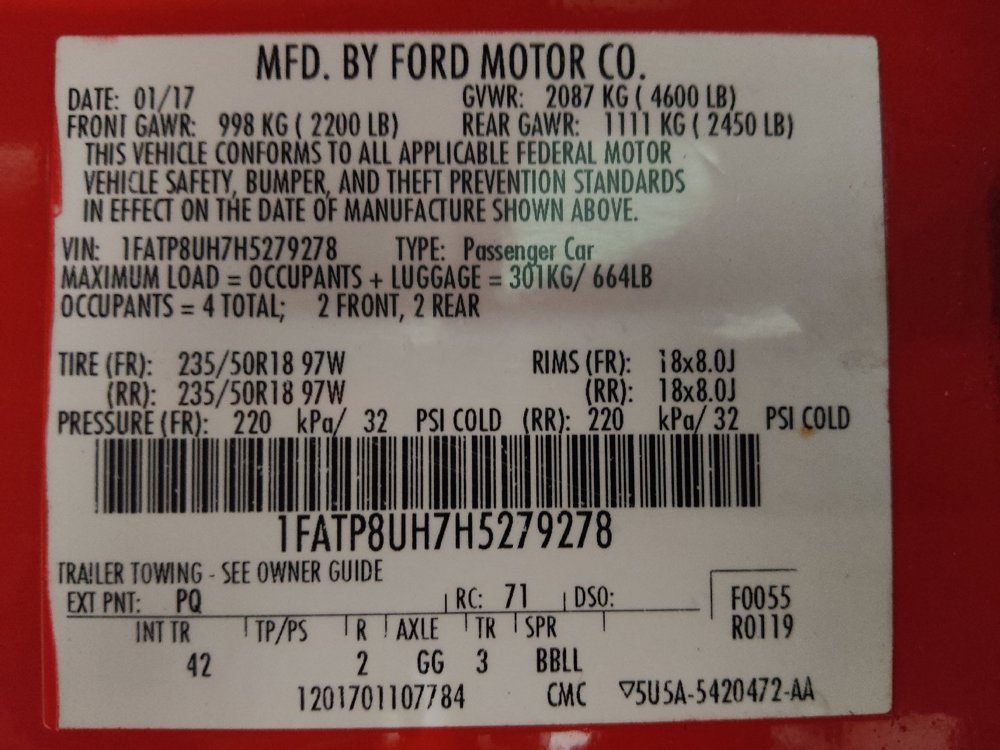 MFD. BY FORD MOTOR CO.
DATE: 01/17 GVWR: 2087 KG ( 4600 LB)
FRONT GAWR: 998 KG ( 2200 LB) REAR GAWR: 1111 KG ( 2450 LB)
THIS VEHICLE CONFORMS TO ALL APPLICABLE FEDERAL MOTOR
VEHICLE SAFETY, BUMPER, AND THEFT PREVENTION STANDARDS
IN EFFECT ON THE DATE OF MANUFACTURE SHOWN ABOVE.
VIN: 1FATP8UH7H5279278 TYPE: Passenger Car
MAXIMUM LOAD = OCCUPANTS + LUGGAGE = 301KG/ 664LB
OCCUPANTS = 4 TOTAL; 2 FRONT, 2 REAR
TIRE (FR): 235/50R18 97W RIMS (FR): 18x8.0J
(RR): 235/50R18 97W (RR): 18x8.0J
PRESSURE (FR): 220 kPa/ 32 PSI COLD (RR): 220 kPa/ 32 PSI COLD
1FATP8UH7H5279278
TRAILER TOWING - SEE OWNER GUIDE
EXT PNT: PQ RC: 71 DSO: F0055
INT TR TP/PS R AXLE TR SPR R0119
42 2 GG 3 BBLL
1201701107784 CMC ▽5U5A-5420472-AA